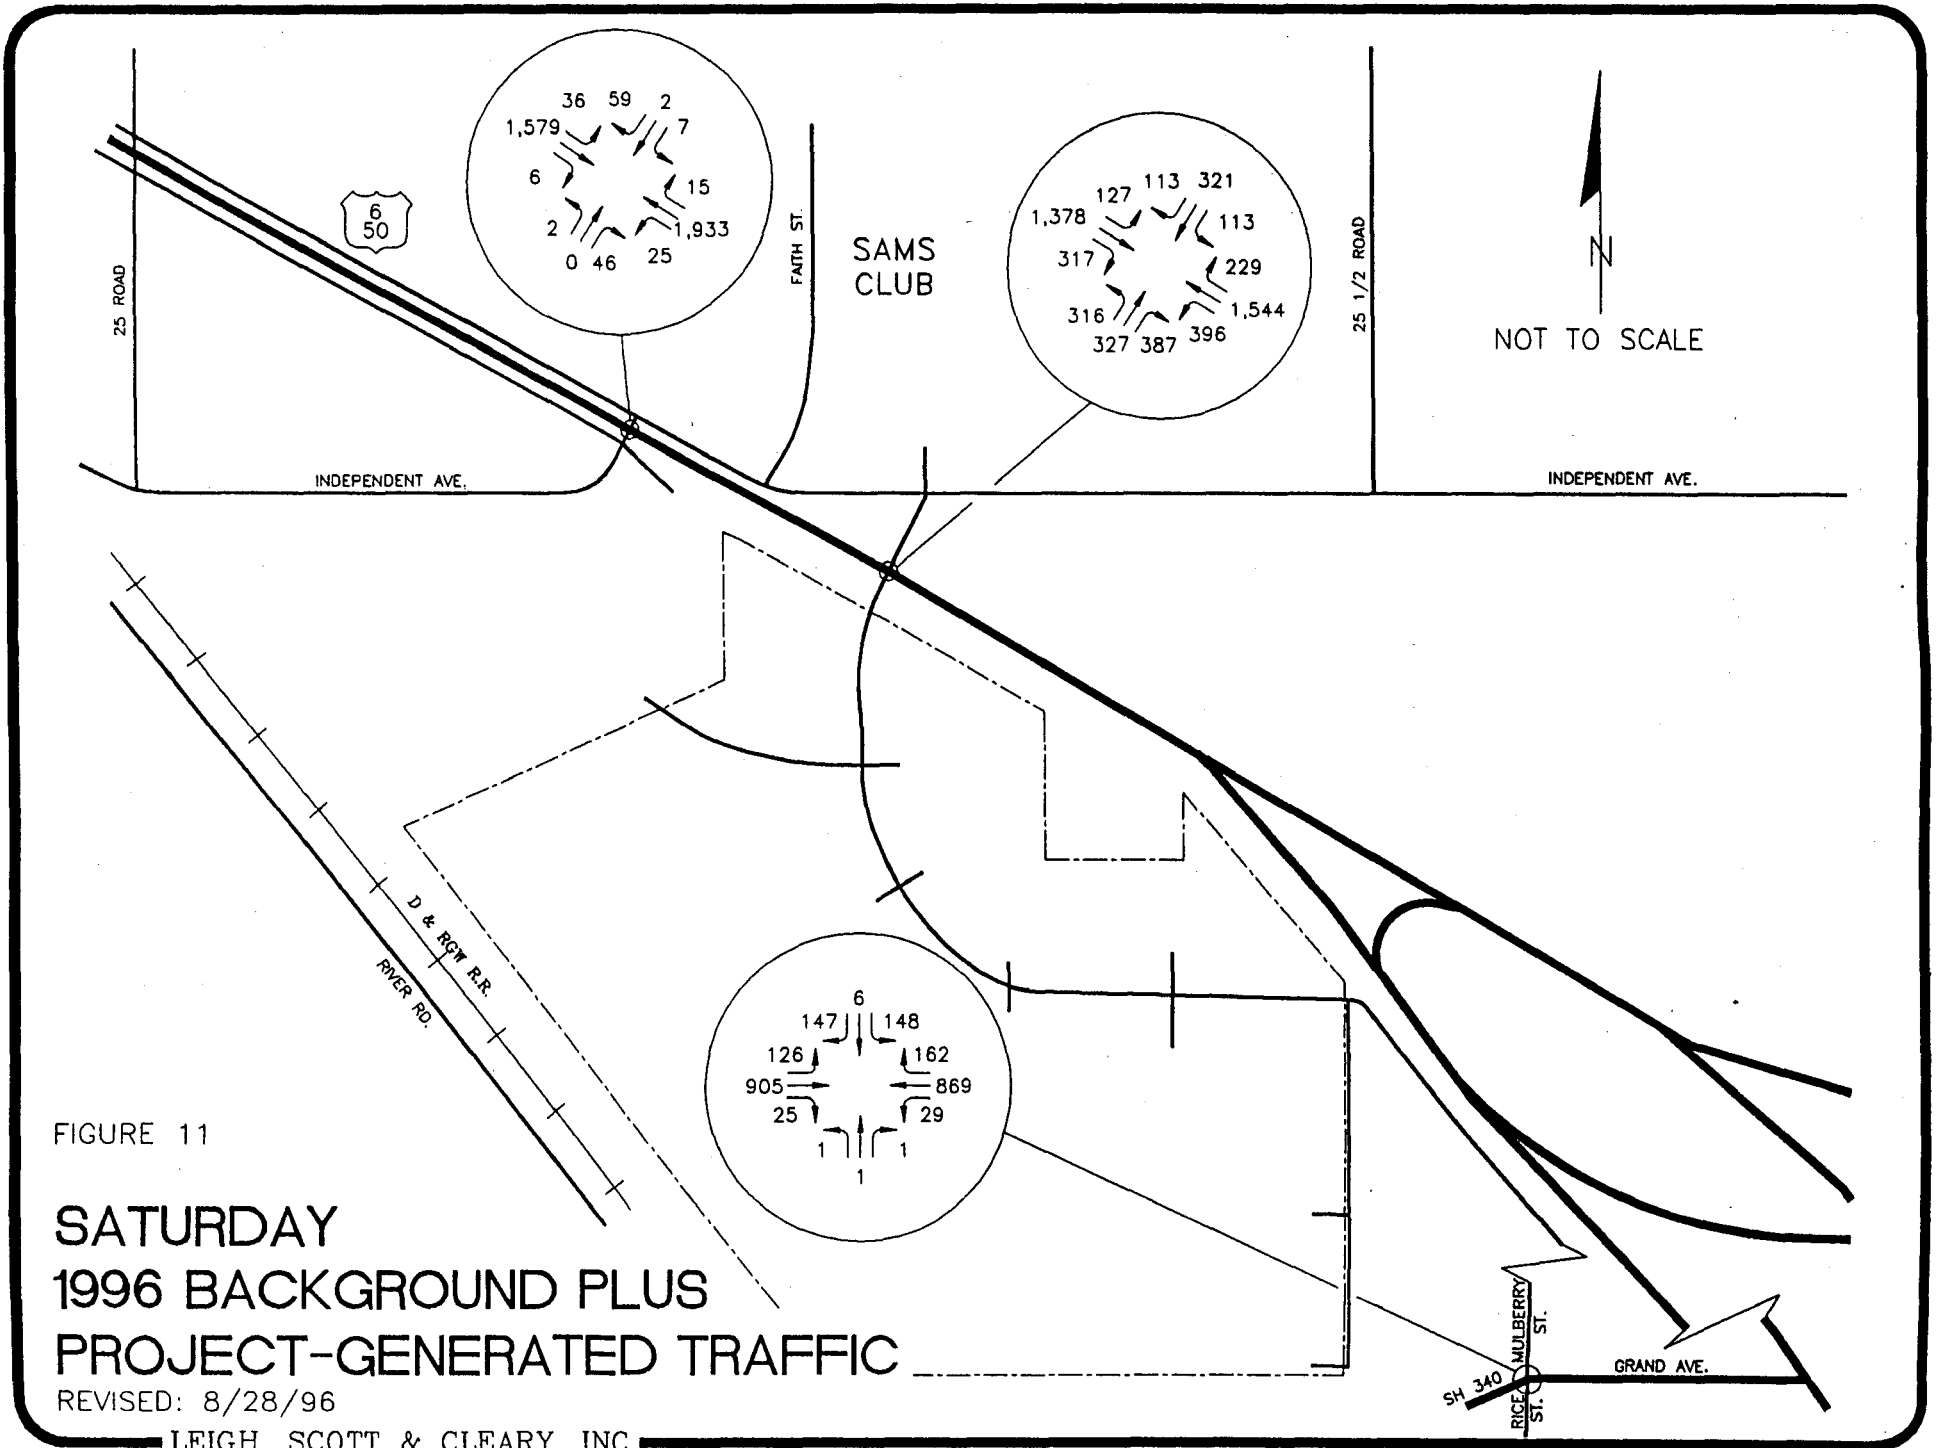 36 59 2
1,579 7
6 15
2 1,933
0 46 25
6
50
25 ROAD
FAITH ST.
SAMS
CLUB
127 113 321
1,378 113
317 229
316 1,544
327 387 396
25 1/2 ROAD
N
NOT TO SCALE
INDEPENDENT AVE.
INDEPENDENT AVE.
D & RGW R.R.
RIVER RD.
6
147 148
126 162
905 869
25 29
1 1
1
FIGURE 11
SATURDAY
1996 BACKGROUND PLUS
PROJECT-GENERATED TRAFFIC
REVISED: 8/28/96
LEIGH, SCOTT & CLEARY, INC.
MULBERRY
ST.
GRAND AVE.
SH 340
RICE
ST.